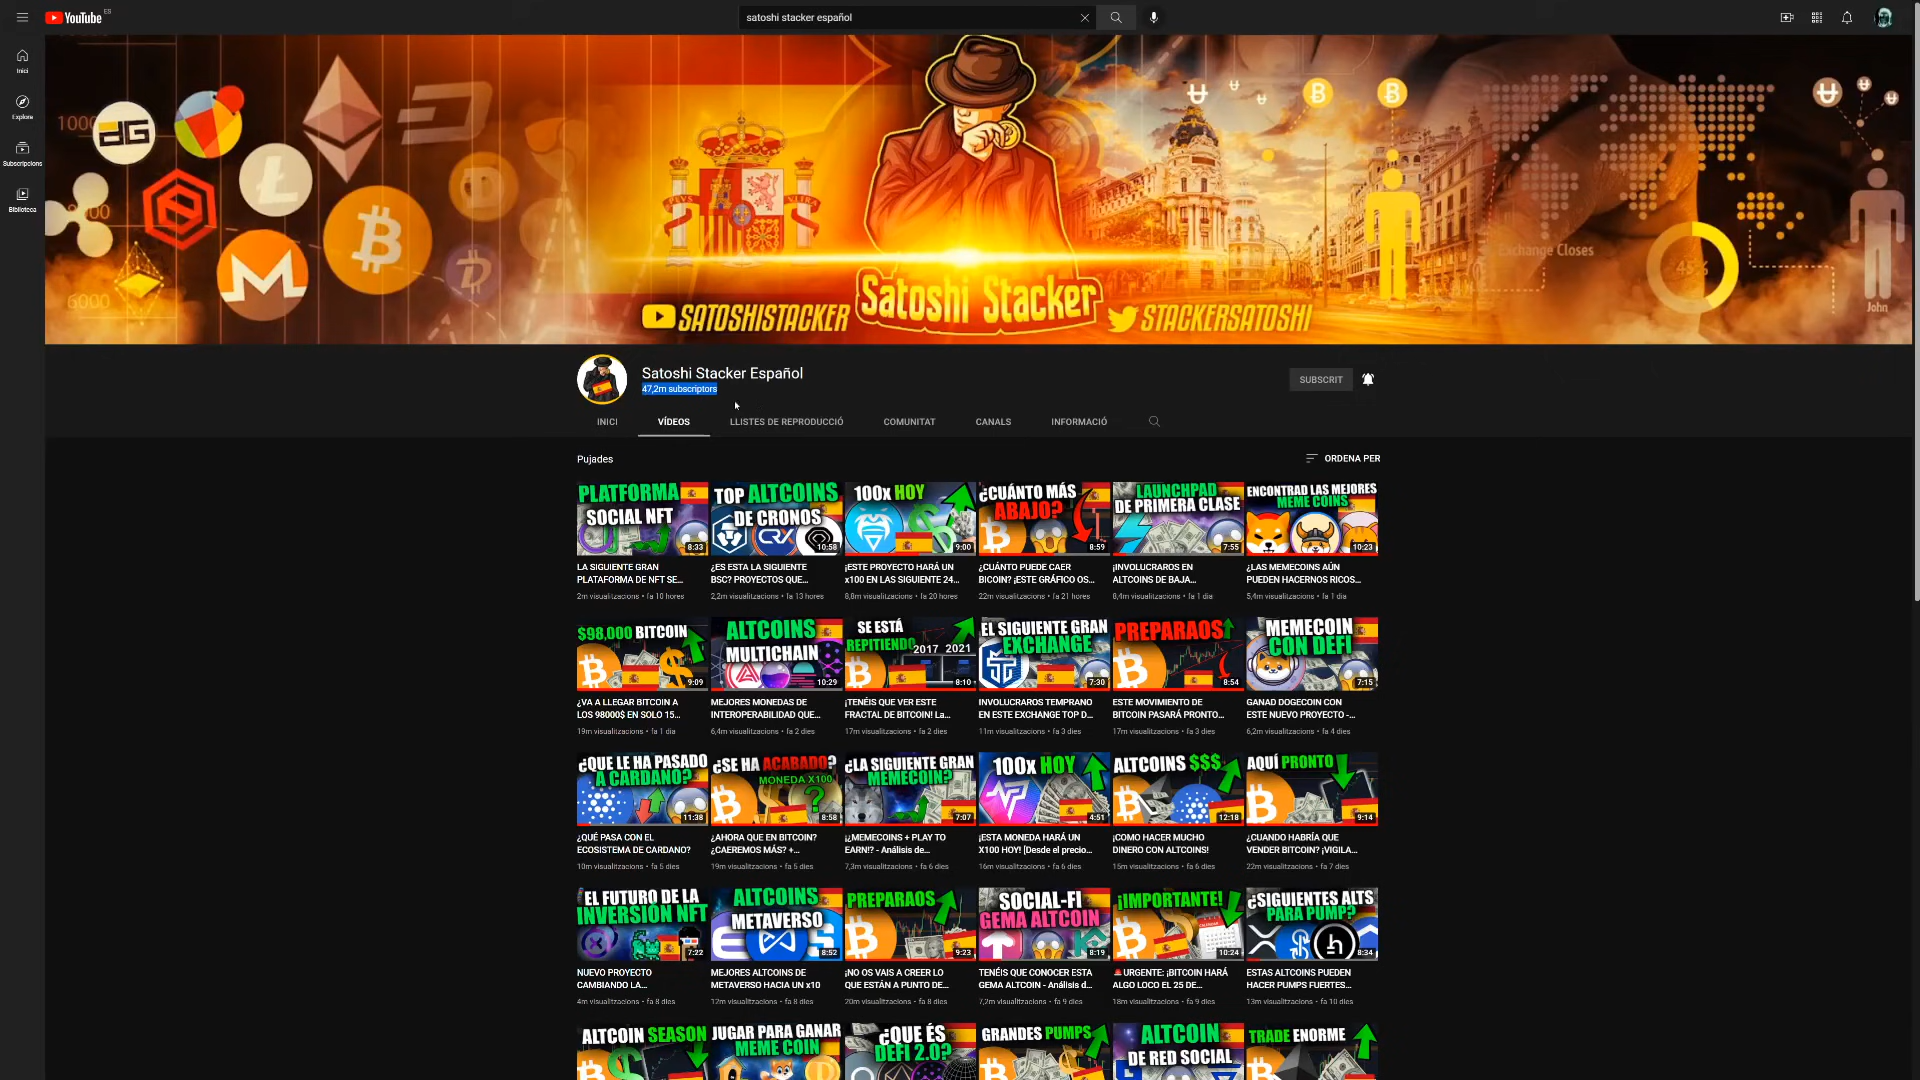 YouTube ES
satoshi stacker español
Inici
Explora
Subscripcions
Biblioteca
1000
6000
Exchange Closes
45%
John
Satoshi Stacker
SATOSHISTACKER
STACKERSATOSHI
Satoshi Stacker Español
47,2m subscriptors
SUBSCRIT
INICI
VÍDEOS
LLISTES DE REPRODUCCIÓ
COMUNITAT
CANALS
INFORMACIÓ
Pujades
ORDENA PER
PLATFORMA SOCIAL NFT
8:33
TOP ALTCOINS DE CRONOS
10:58
100x HOY
9:00
¿CUÁNTO MÁS ABAJO?
8:59
LAUNCHPAD DE PRIMERA CLASE
7:55
ENCONTRAD LAS MEJORES MEME COINS
10:23
LA SIGUIENTE GRAN PLATAFORMA DE NFT SE...
¿ES ESTA LA SIGUIENTE BSC? PROYECTOS QUE...
¡ESTE PROYECTO HARÁ UN x100 EN LAS SIGUIENTE 24...
¿CUÁNTO PUEDE CAER BICOIN? ¡ESTE GRÁFICO OS...
¡INVOLUCRAROS EN ALTCOINS DE BAJA...
¿LAS MEMECOINS AÚN PUEDEN HACERNOS RICOS...
2m visualitzacions • fa 10 hores
2,2m visualitzacions • fa 13 hores
8,8m visualitzacions • fa 20 hores
22m visualitzacions • fa 21 hores
8,4m visualitzacions • fa 1 dia
5,4m visualitzacions • fa 1 dia
$98,000 BITCOIN
9:09
ALTCOINS MULTICHAIN
10:29
SE ESTÁ REPITIENDO 2017 2021
8:10
EL SIGUIENTE GRAN EXCHANGE
7:30
PREPARAOS
8:54
MEMECOIN CON DEFI
7:15
¿VA A LLEGAR BITCOIN A LOS 98000$ EN SOLO 15...
MEJORES MONEDAS DE INTEROPERABILIDAD QUE...
¡TENÉIS QUE VER ESTE FRACTAL DE BITCOIN! La...
INVOLUCRAROS TEMPRANO EN ESTE EXCHANGE TOP D...
ESTE MOVIMIENTO DE BITCOIN PASARÁ PRONTO...
GANAD DOGECOIN CON ESTE NUEVO PROYECTO -...
19m visualitzacions • fa 1 dia
6,4m visualitzacions • fa 2 dies
17m visualitzacions • fa 2 dies
11m visualitzacions • fa 3 dies
17m visualitzacions • fa 3 dies
6,2m visualitzacions • fa 4 dies
¿QUE LE HA PASADO A CARDANO?
11:38
¿SE HA ACABADO? MONEDA X100
8:58
¿LA SIGUIENTE GRAN MEMECOIN?
7:07
100x HOY
4:51
ALTCOINS $$$
12:18
AQUÍ PRONTO
9:14
¿QUÉ PASA CON EL ECOSISTEMA DE CARDANO?
¿AHORA QUE EN BITCOIN? ¿CAEREMOS MÁS? +...
¡¿MEMECOINS + PLAY TO EARN!? - Análisis de...
¡ESTA MONEDA HARÁ UN X100 HOY! [Desde el precio...
¡COMO HACER MUCHO DINERO CON ALTCOINS!
¿CUANDO HABRÍA QUE VENDER BITCOIN? ¡VIGILA...
10m visualitzacions • fa 5 dies
19m visualitzacions • fa 5 dies
7,3m visualitzacions • fa 6 dies
16m visualitzacions • fa 6 dies
15m visualitzacions • fa 6 dies
22m visualitzacions • fa 7 dies
EL FUTURO DE LA INVERSIÓN NFT
7:22
ALTCOINS METAVERSO
8:52
PREPARAOS
9:23
SOCIAL-FI GEMA ALTCOIN
8:19
¡IMPORTANTE!
10:24
¿SIGUIENTES ALTS PARA PUMP?
8:34
NUEVO PROYECTO CAMBIANDO LA...
MEJORES ALTCOINS DE METAVERSO HACIA UN x10
¡NO OS VAIS A CREER LO QUE ESTÁN A PUNTO DE...
TENÉIS QUE CONOCER ESTA GEMA ALTCOIN - Análisis d...
🚨URGENTE: ¡BITCOIN HARÁ ALGO LOCO EL 25 DE...
ESTAS ALTCOINS PUEDEN HACER PUMPS FUERTES...
4m visualitzacions • fa 8 dies
12m visualitzacions • fa 8 dies
20m visualitzacions • fa 8 dies
7,2m visualitzacions • fa 9 dies
18m visualitzacions • fa 9 dies
13m visualitzacions • fa 10 dies
ALTCOIN SEASON
JUGAR PARA GANAR MEME COIN
¿QUE ÉS DEFI 2.0?
GRANDES PUMPS
ALTCOIN DE RED SOCIAL
TRADE ENORME